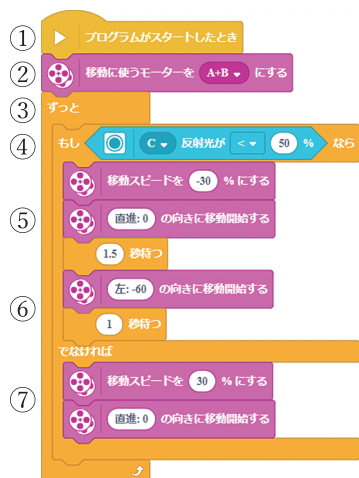 ① プログラムがスタートしたとき
② 移動に使うモーターを A+B にする
③ ずっと
④ もし C 反射光が < 50 % なら
移動スピードを -30 % にする
⑤ 直進: 0 の向きに移動開始する
1.5 秒待つ
⑥ 左: -60 の向きに移動開始する
1 秒待つ
でなければ
⑦ 移動スピードを 30 % にする
直進: 0 の向きに移動開始する